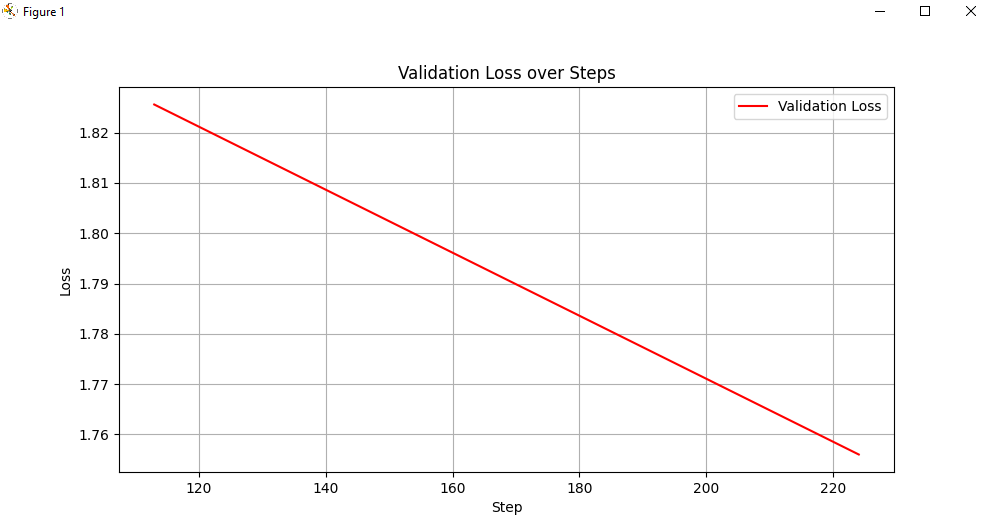 Figure 1
Validation Loss over Steps
Validation Loss
1.82
1.81
1.80
1.79
1.78
1.77
1.76
Loss
120 140 160 180 200 220
Step